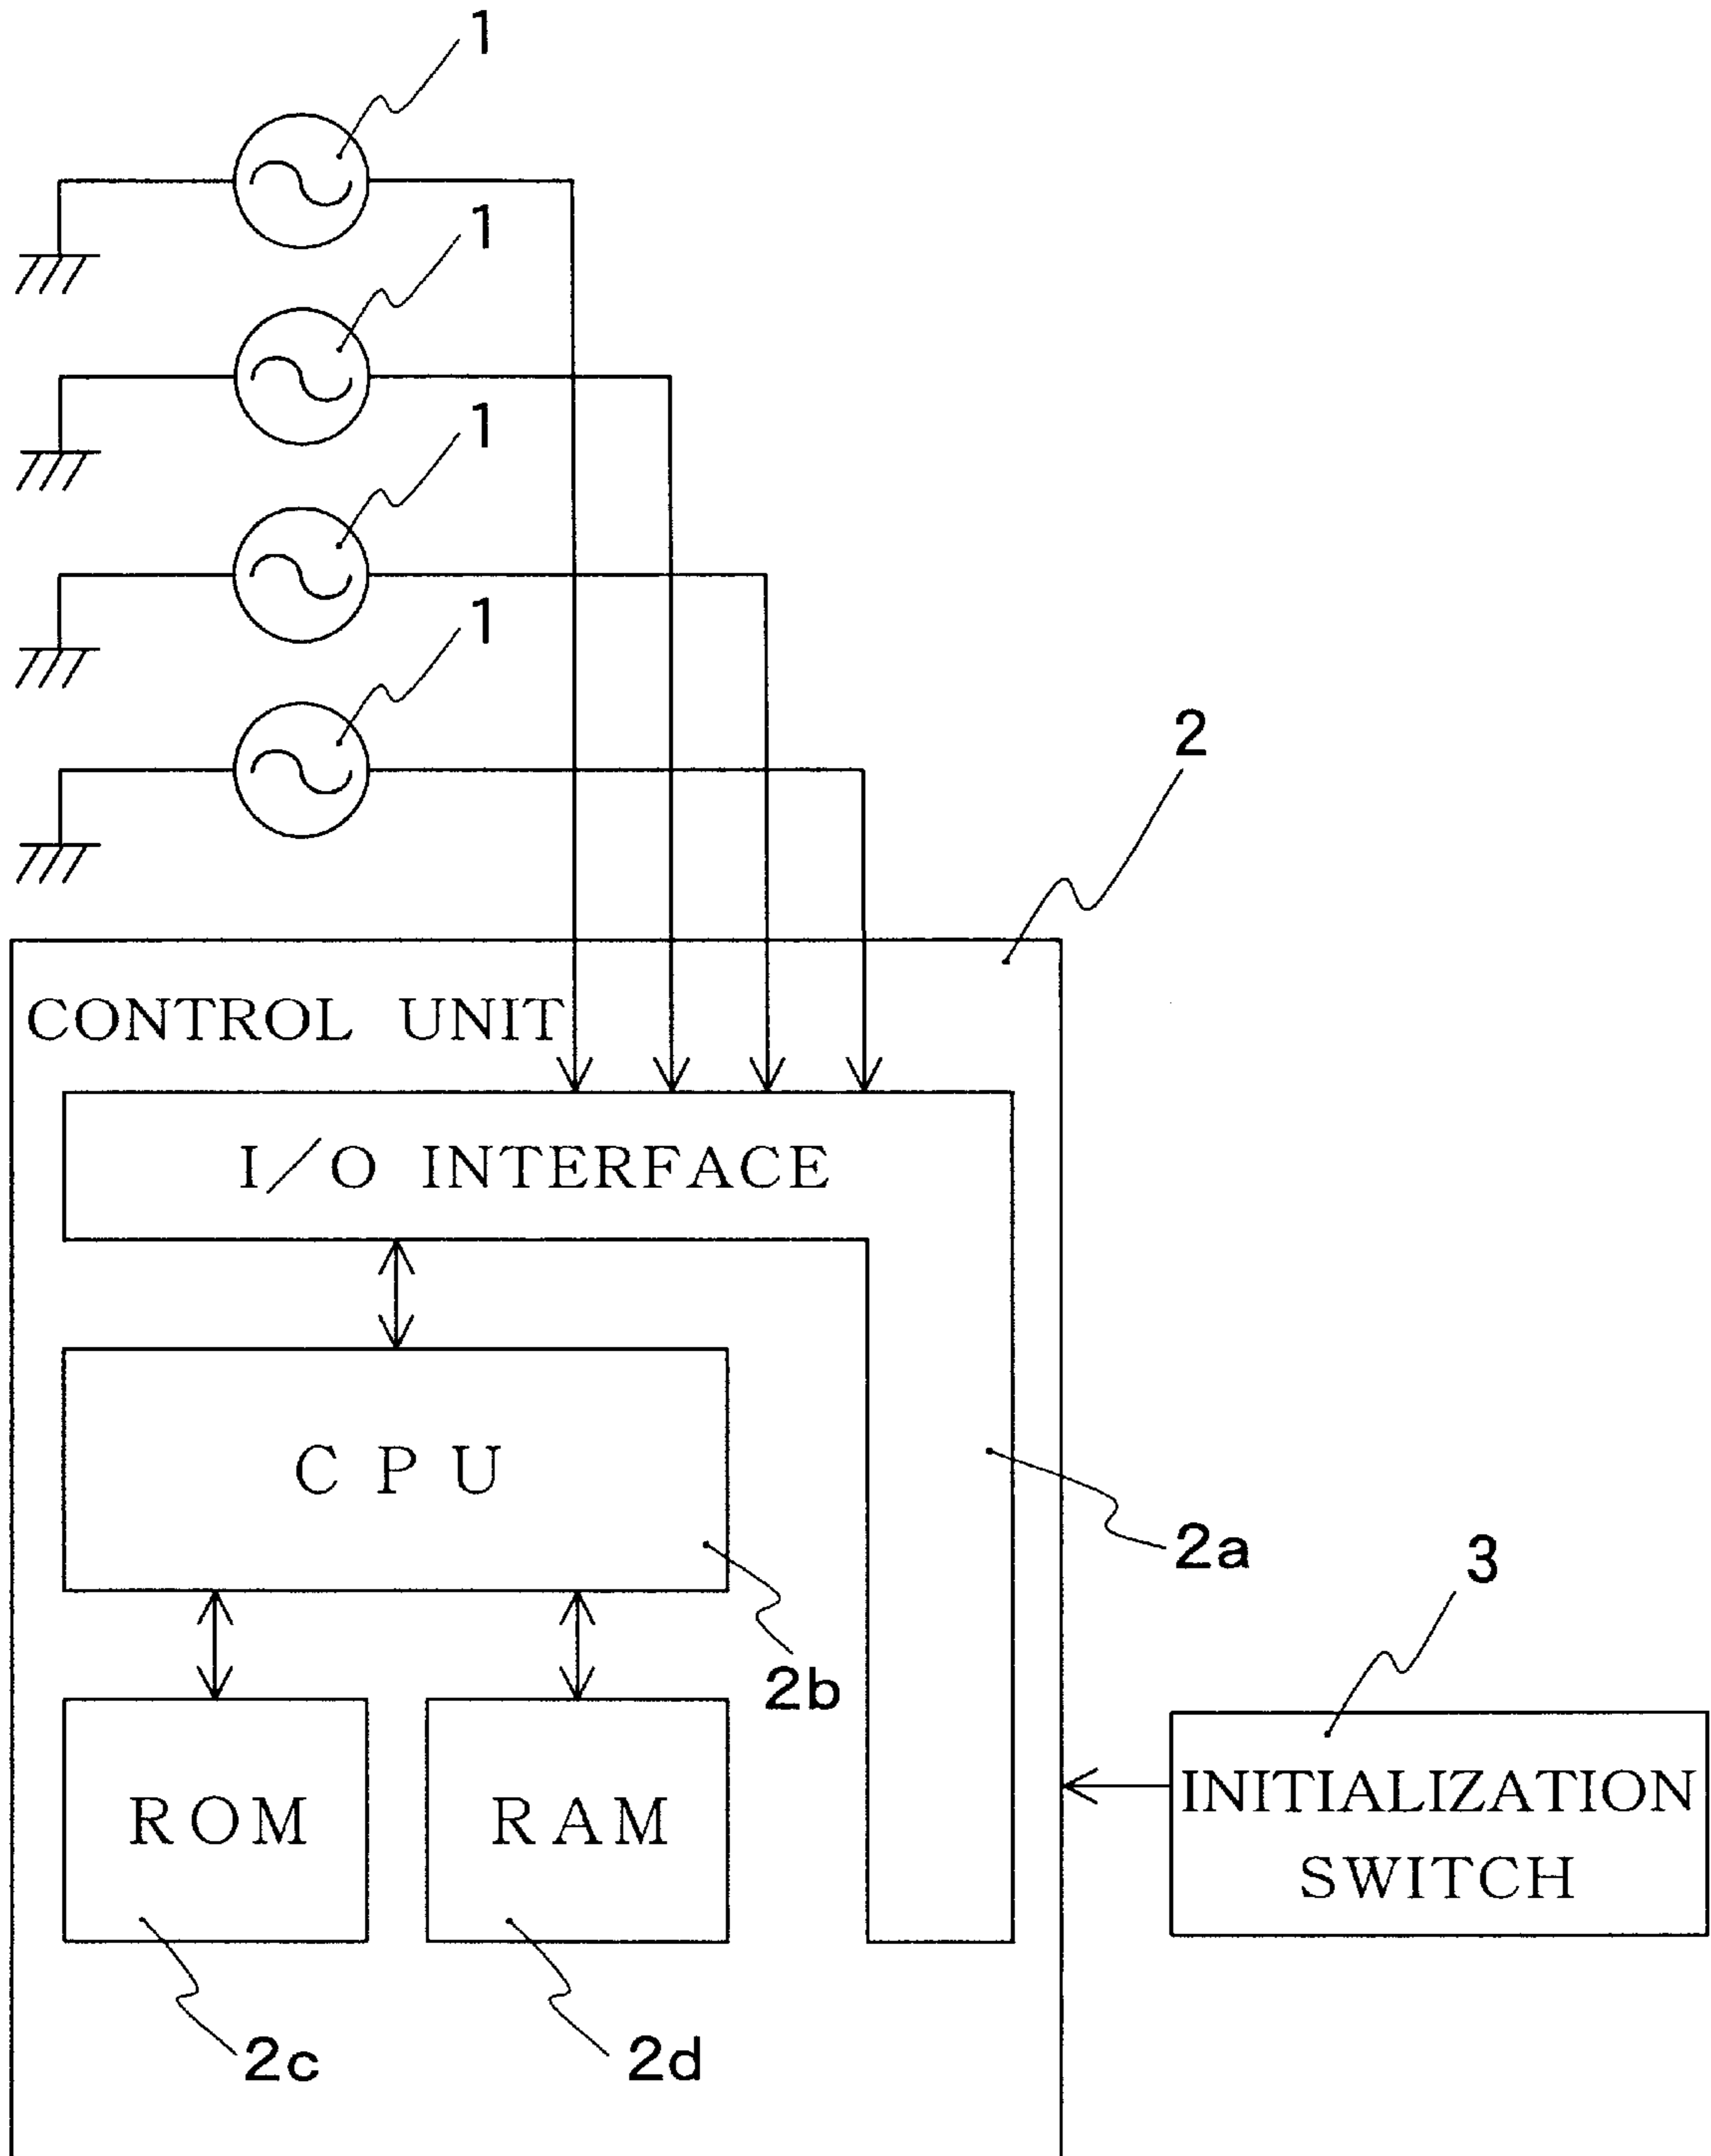 1
1
1
1
2
CONTROL UNIT
I/O INTERFACE
CPU
2a
3
2b
INITIALIZATION
SWITCH
ROM
RAM
2c
2d